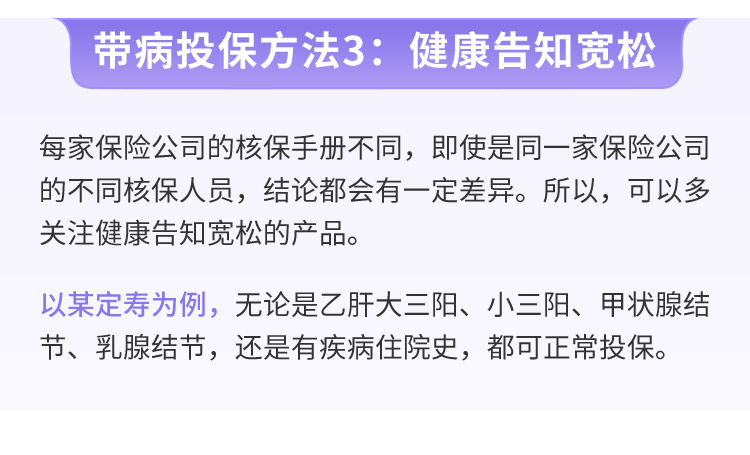 带病投保方法3：健康告知宽松
每家保险公司的核保手册不同，即使是同一家保险公司
的不同核保人员，结论都会有一定差异。所以，可以多
关注健康告知宽松的产品。
以某定寿为例，无论是乙肝大三阳、小三阳、甲状腺结
节、乳腺结节，还是有疾病住院史，都可正常投保。